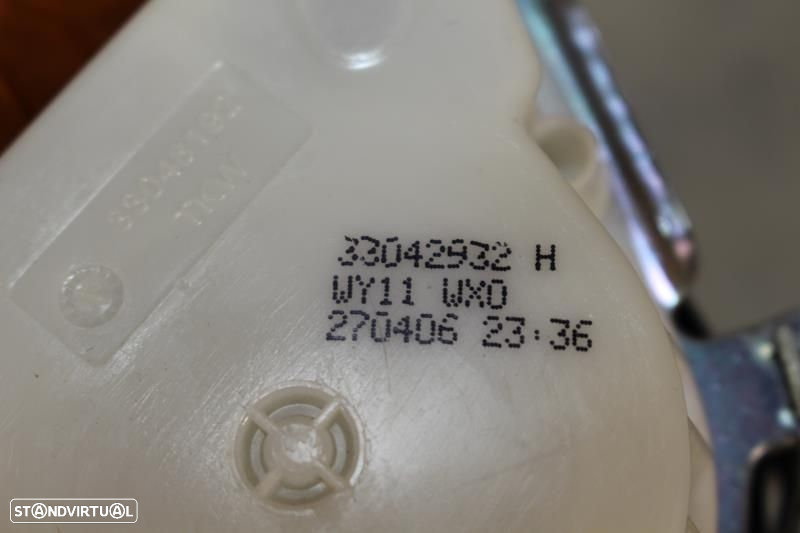 33042932 H
WY11 WX0
270406 23:36
STANDVIRTUAL